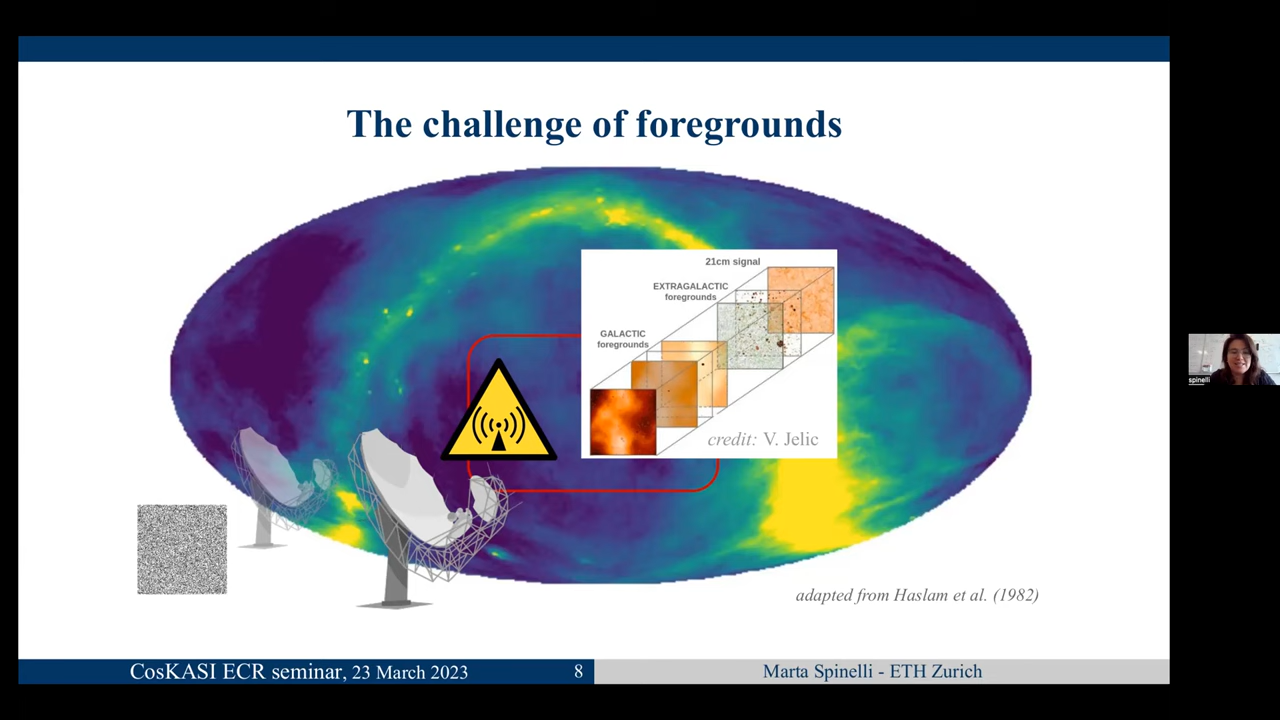 The challenge of foregrounds
21cm signal
EXTRAGALACTIC
foregrounds
GALACTIC
foregrounds
credit: V. Jelic
spinelli
adapted from Haslam et al. (1982)
CosKASI ECR seminar, 23 March 2023
8
Marta Spinelli - ETH Zurich